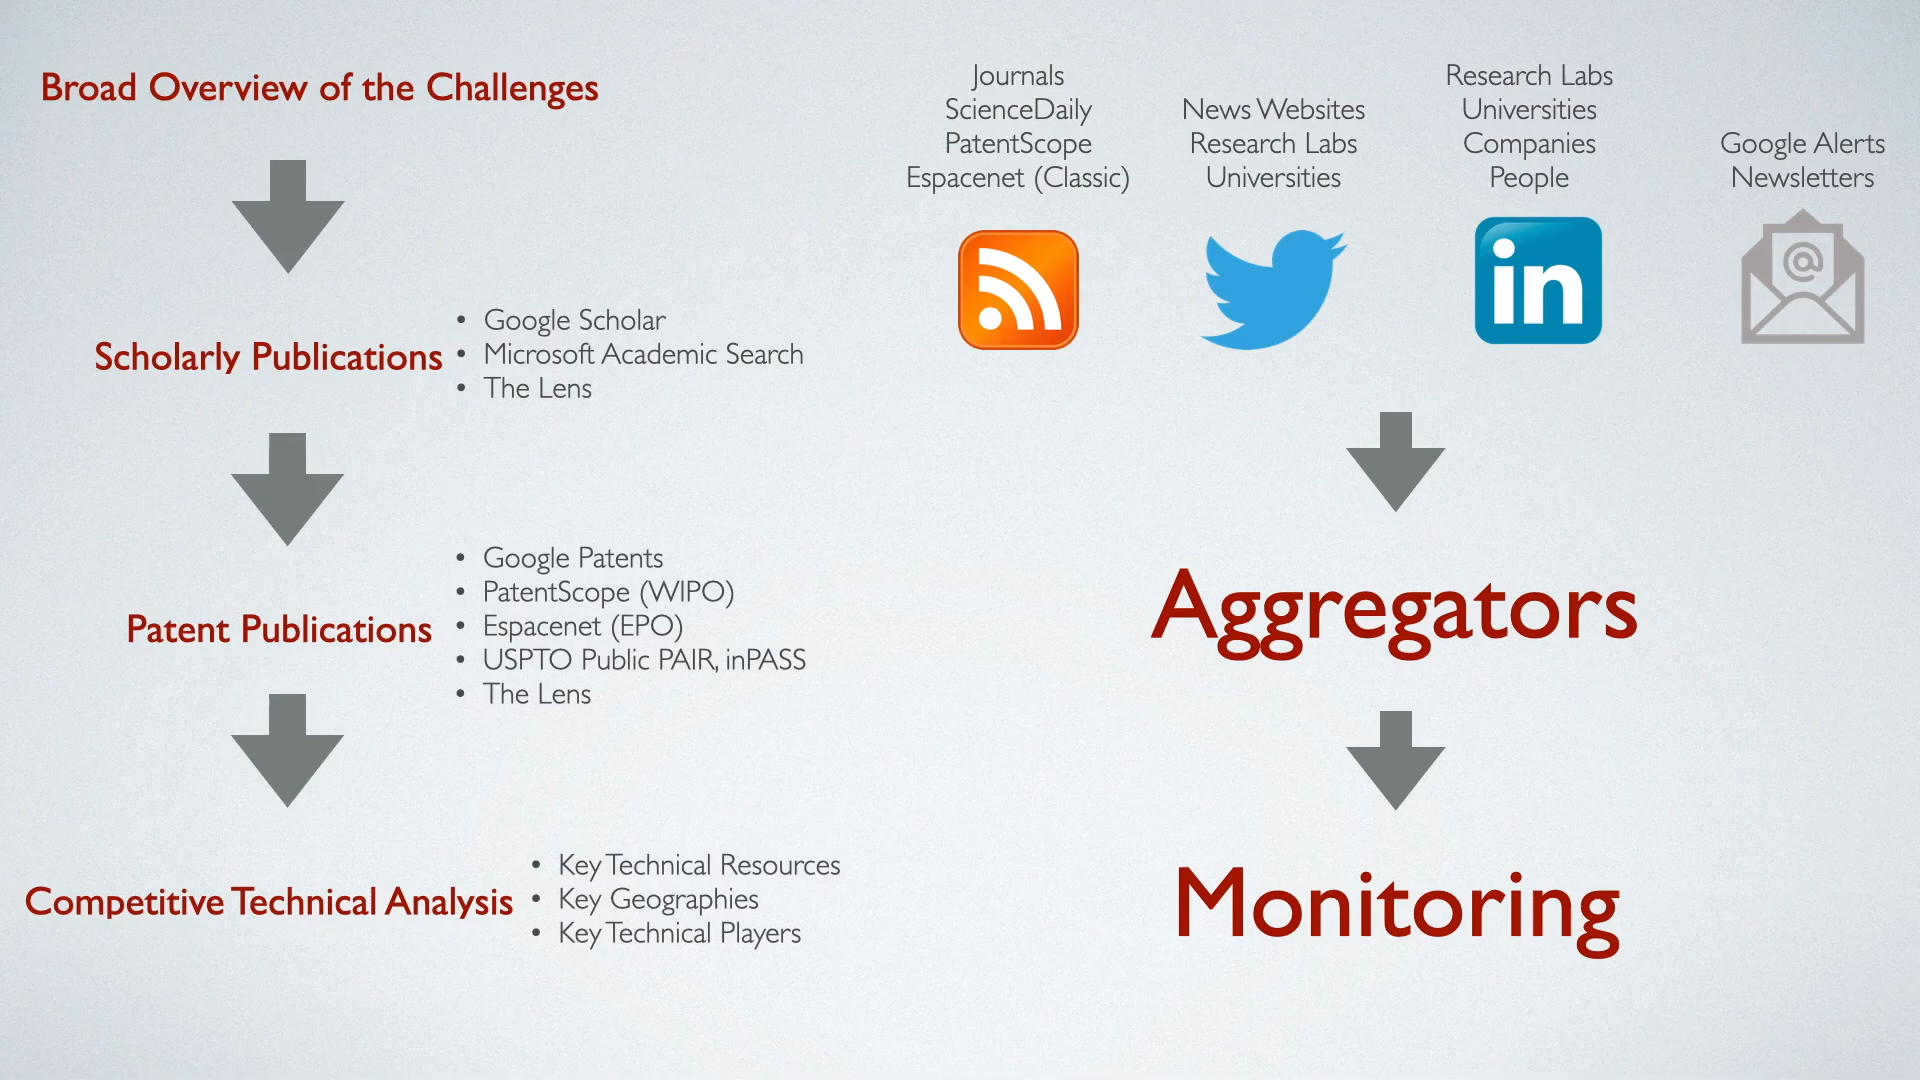 Broad Overview of the Challenges
Scholarly Publications
• Google Scholar
• Microsoft Academic Search
• The Lens
Patent Publications
• Google Patents
• PatentScope (WIPO)
• Espacenet (EPO)
• USPTO Public PAIR, inPASS
• The Lens
Competitive Technical Analysis
• Key Technical Resources
• Key Geographies
• Key Technical Players
Journals
ScienceDaily
PatentScope
Espacenet (Classic)
News Websites
Research Labs
Universities
Research Labs
Universities
Companies
People
in
Google Alerts
Newsletters
@
Aggregators
Monitoring